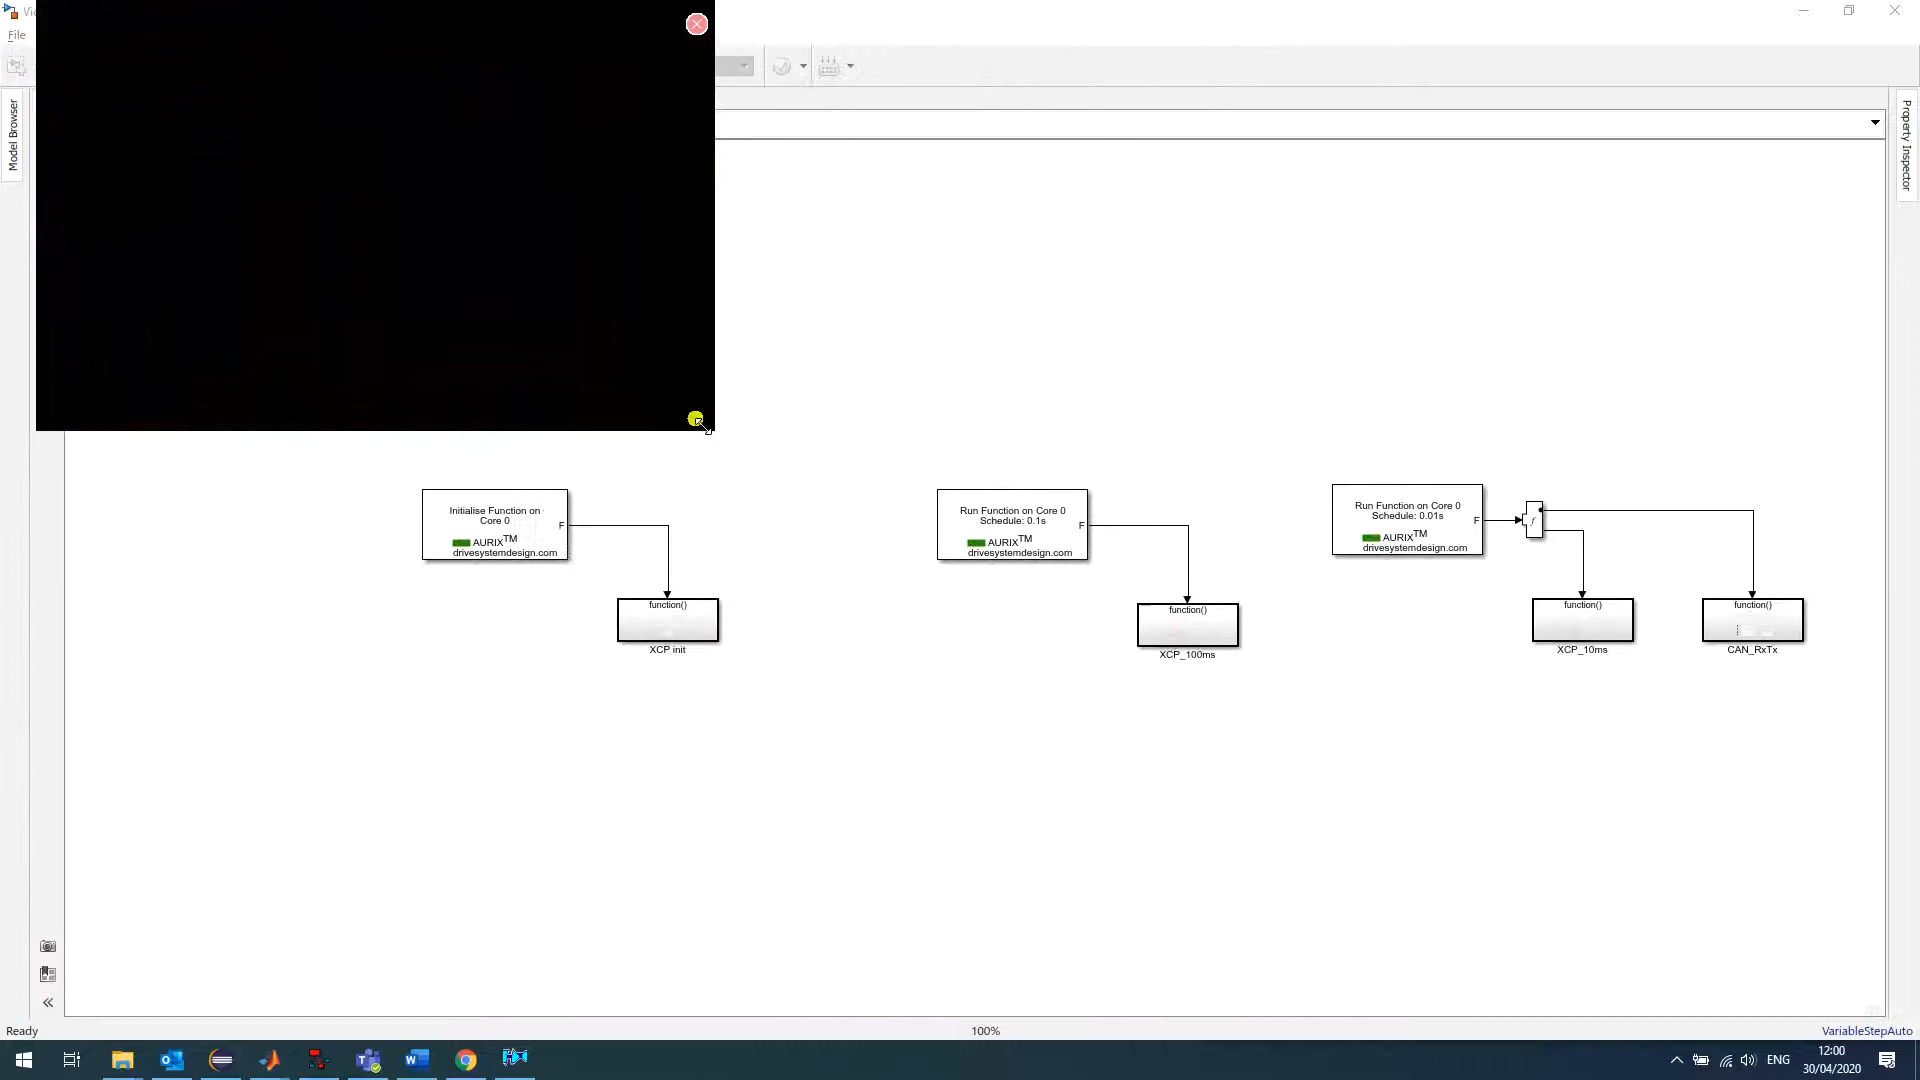 Vi
File
Model Browser
Property Inspector
Initialise Function on
Core 0
F
AURIX™
drivesystemdesign.com
function()
XCP init
Run Function on Core 0
Schedule: 0.1s
F
AURIX™
drivesystemdesign.com
function()
XCP_100ms
Run Function on Core 0
Schedule: 0.01s
F
AURIX™
drivesystemdesign.com
f
function()
XCP_10ms
function()
CAN_RxTx
Ready
100%
VariableStepAuto
ENG
12:00
30/04/2020